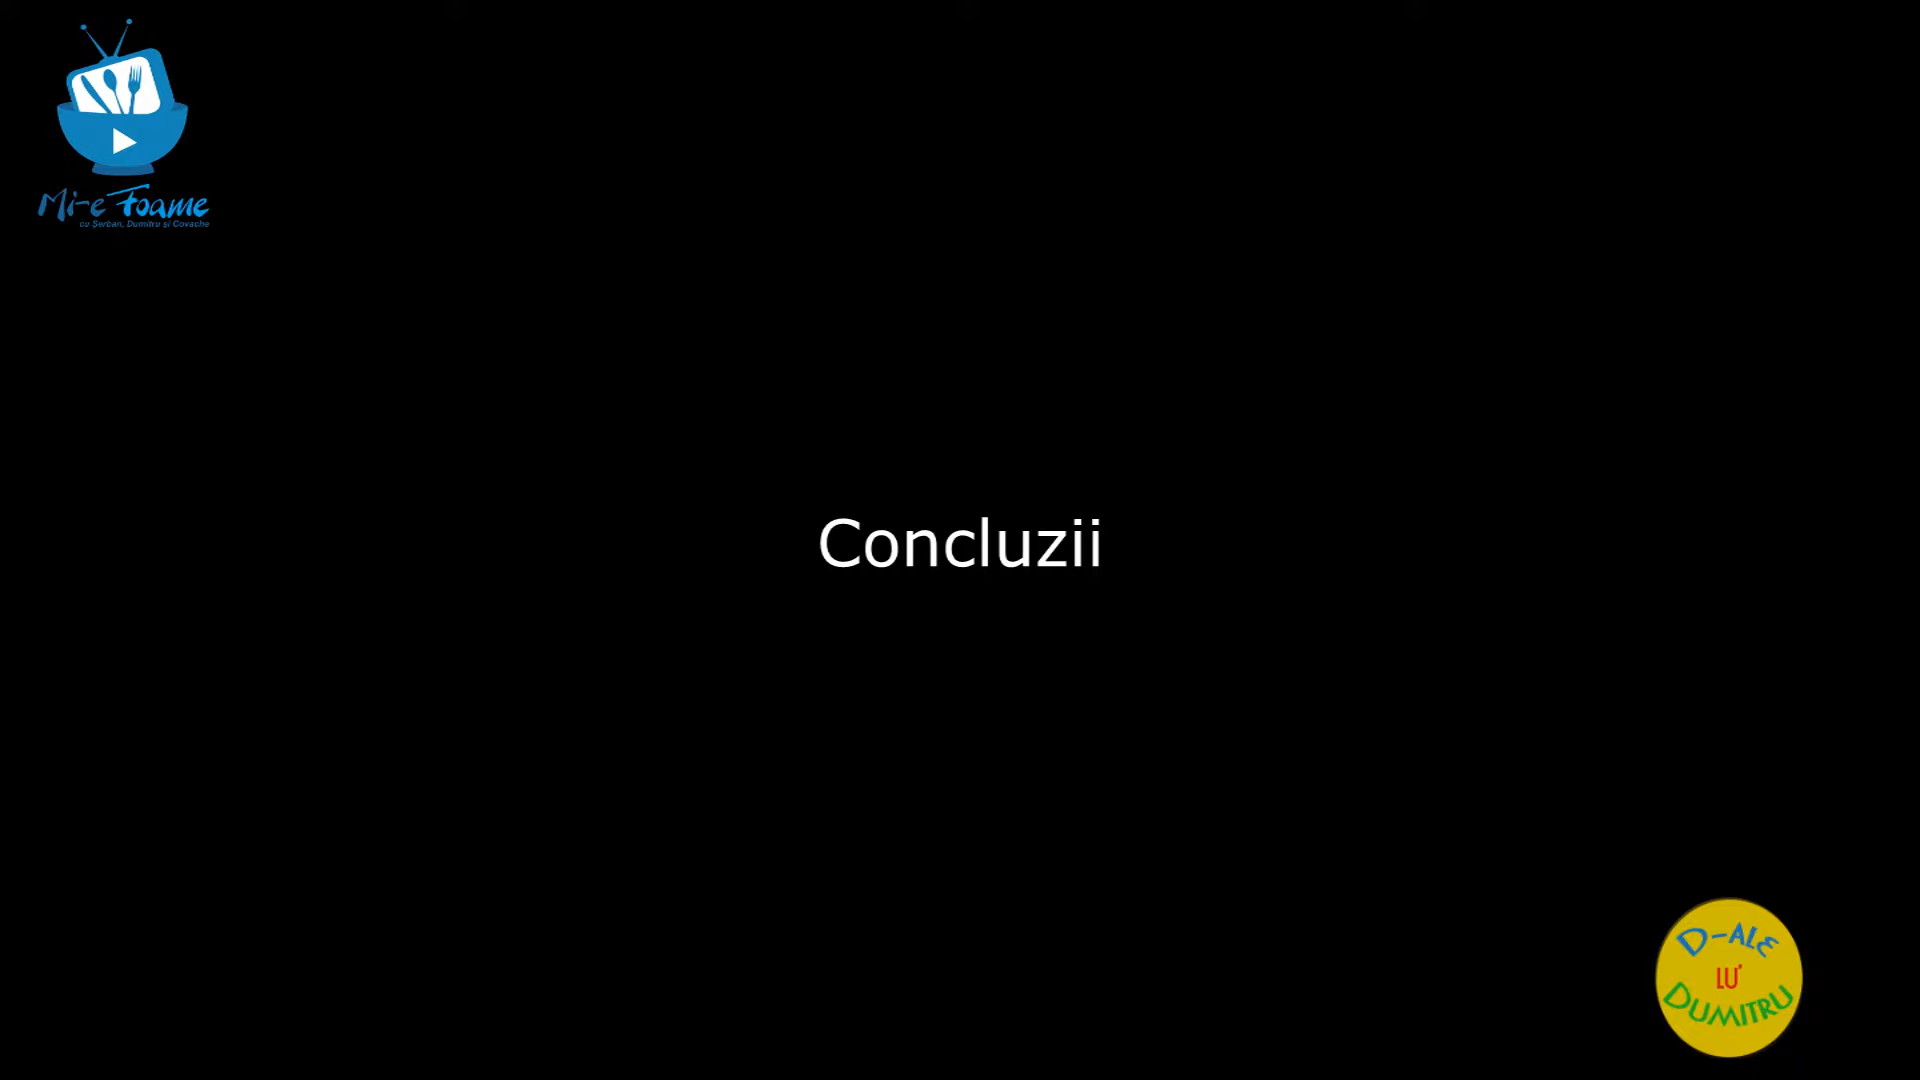 Mi-e Foame
cu Șerban, Dumitru și Covache
Concluzii
D-ALE
LU'
DUMITRU